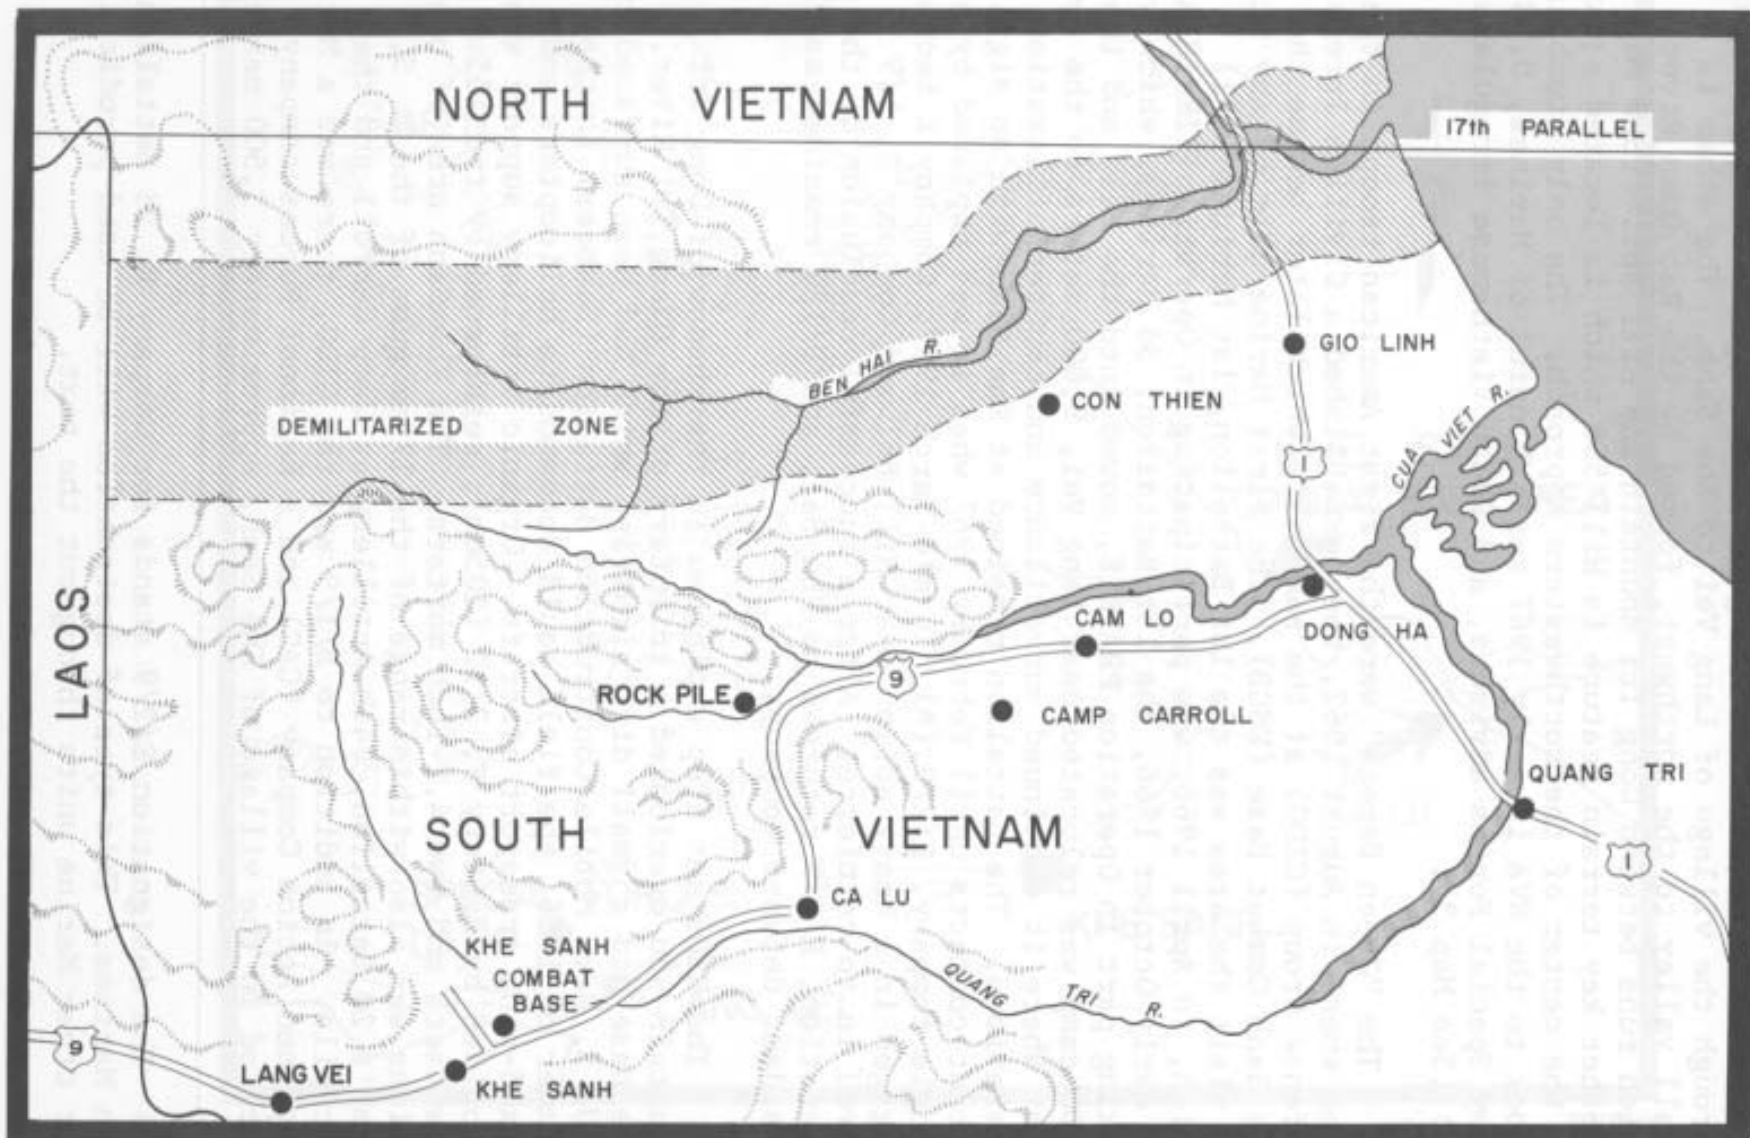 NORTH VIETNAM
17th PARALLEL
BEN HAI R.
GIO LINH
CON THIEN
DEMILITARIZED ZONE
CUA VIET R.
1
LAOS
CAM LO
DONG HA
9
ROCK PILE
CAMP CARROLL
QUANG TRI
SOUTH VIETNAM
1
CA LU
KHE SANH
COMBAT
BASE
QUANG TRI R.
9
LANG VEI
KHE SANH